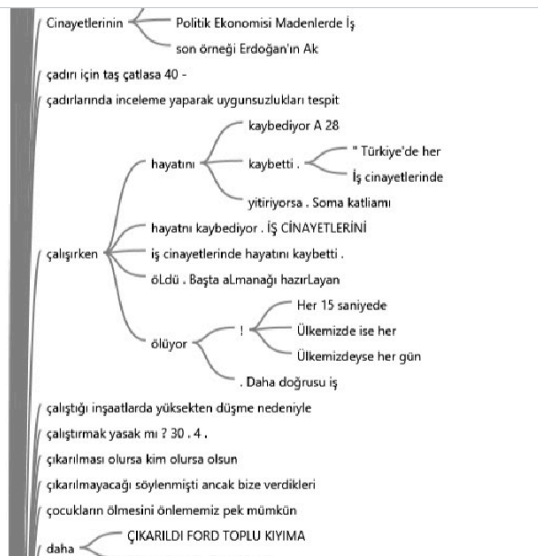 Cinayetlerinin
Politik Ekonomisi Madenlerde İş
son örneği Erdoğan'ın Ak
çadırı için taş çatlasa 40 -
çadırlarında inceleme yaparak uygunsuzlukları tespit
çalışırken
hayatını
kaybediyor A 28
kaybetti .
" Türkiye'de her
İş cinayetlerinde
yitiriyorsa . Soma katliamı
hayatnı kaybediyor . İŞ CİNAYETLERİNİ
iş cinayetlerinde hayatını kaybetti .
öLdü . Başta aLmanağı hazırLayan
ölüyor
!
Her 15 saniyede
Ülkemizde ise her
Ülkemizdeyse her gün
. Daha doğrusu iş
çalıştığı inşaatlarda yüksekten düşme nedeniyle
çalıştırmak yasak mı ? 30 . 4 .
çıkarılması olursa kim olursa olsun
çıkarılmayacağı söylenmişti ancak bize verdikleri
çocukların ölmesini önlememiz pek mümkün
daha
ÇIKARILDI FORD TOPLU KIYIMA